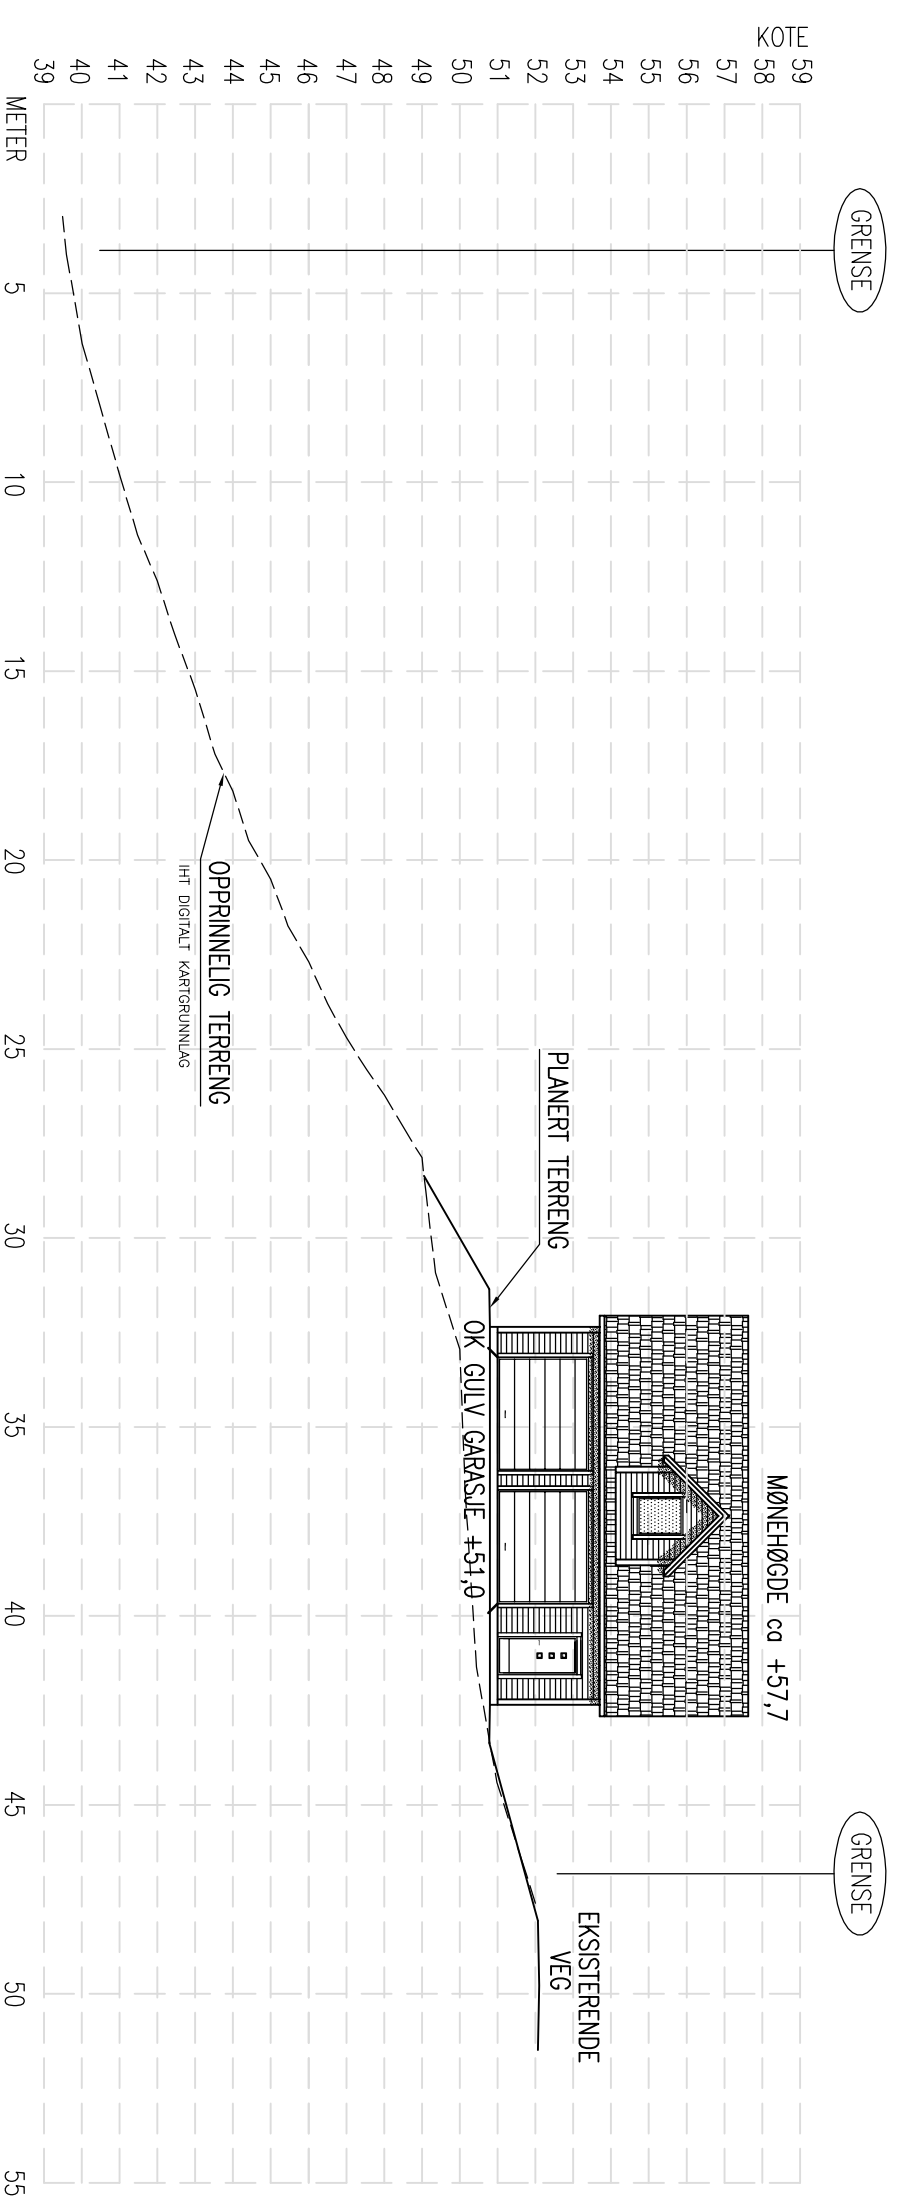 KOTE
59
58
57
56
55
54
53
52
51
50
49
48
47
46
45
44
43
42
41
40
39
METER
5
10
15
20
25
30
35
40
45
50
55
GRENSE
GRENSE
MØNEHØGDE ca +57,7
PLANERT TERRENG
OK GULV GARASJE +51,0
EKSISTERENDE
VEG
OPPRINNELIG TERRENG
IHT DIGITALT KARTGRUNNLAG